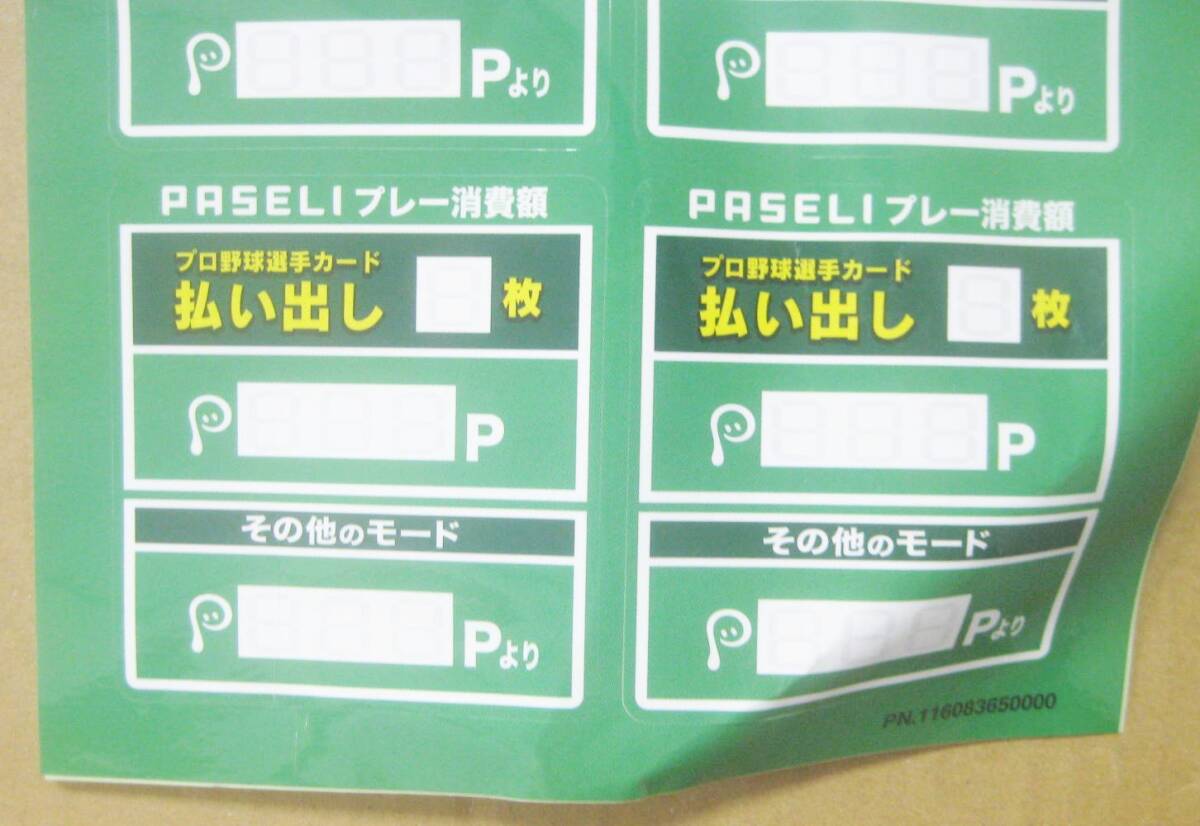 Pより
Pより
PASELIプレー消費額
プロ野球選手カード
払い出し 枚
P
その他のモード
Pより
PASELIプレー消費額
プロ野球選手カード
払い出し 枚
P
その他のモード
Pより
PN.116083650000